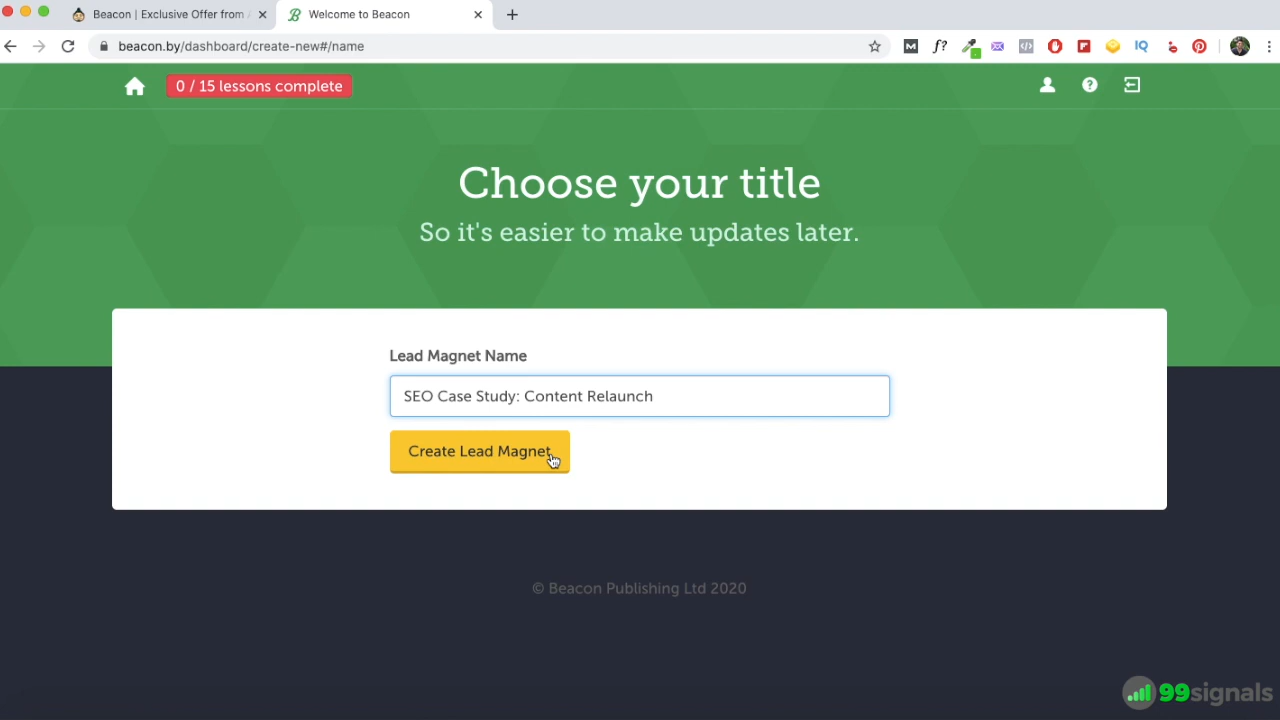 Beacon | Exclusive Offer from
Welcome to Beacon
beacon.by/dashboard/create-new#/name
0 / 15 lessons complete
Choose your title
So it's easier to make updates later.
Lead Magnet Name
SEO Case Study: Content Relaunch
Create Lead Magnet
© Beacon Publishing Ltd 2020
99signals